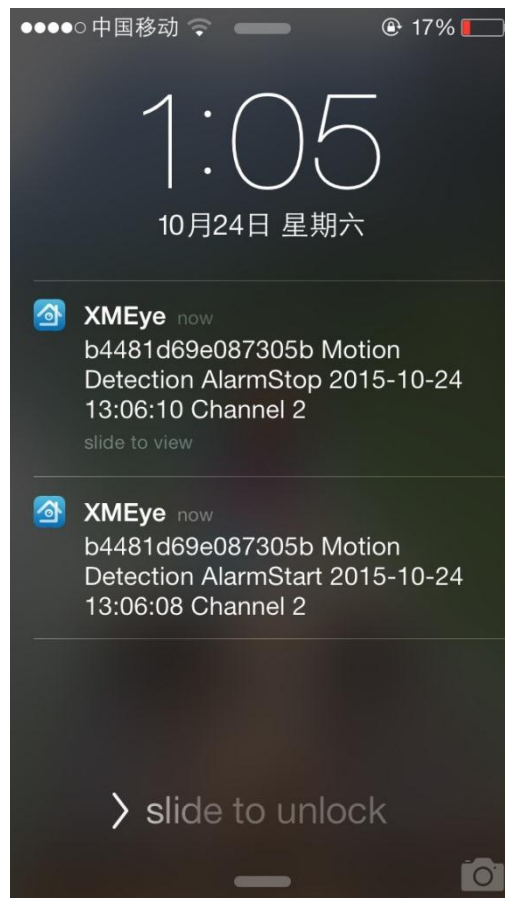 中国移动 17%
1:05
10月24日 星期六
XMEye now
b4481d69e087305b Motion
Detection AlarmStop 2015-10-24
13:06:10 Channel 2
slide to view
XMEye now
b4481d69e087305b Motion
Detection AlarmStart 2015-10-24
13:06:08 Channel 2
slide to unlock